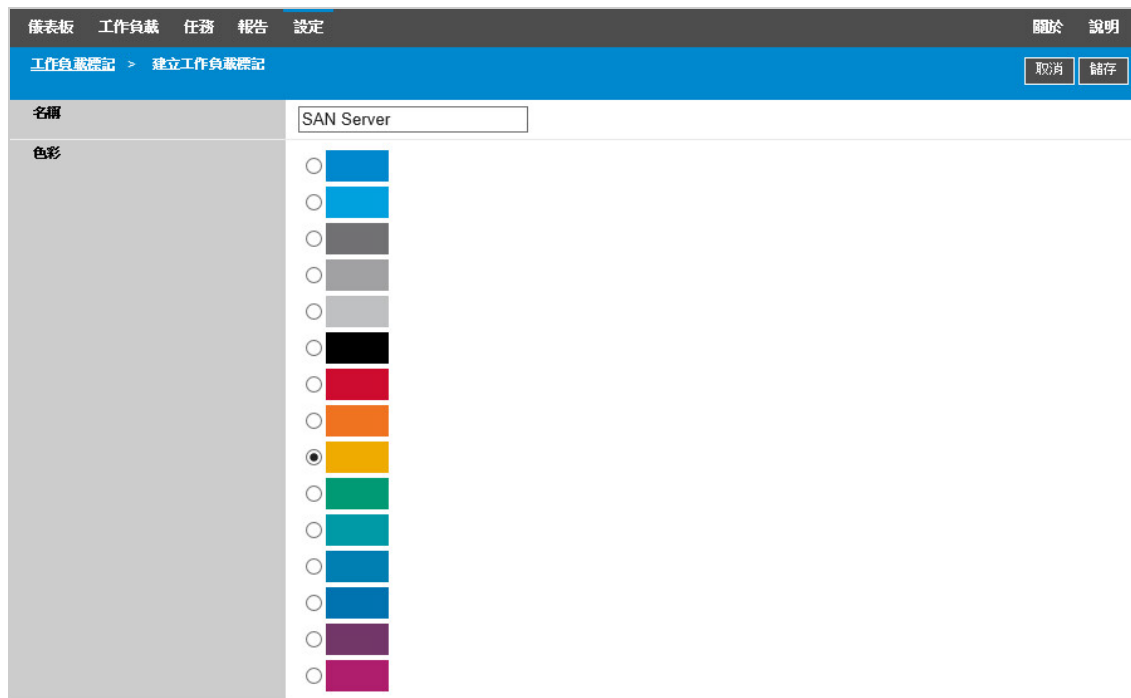 儀表板 工作負載 任務 報告 設定 關於 說明
工作負載標記 > 建立工作負載標記 取消 儲存
名稱 SAN Server
色彩